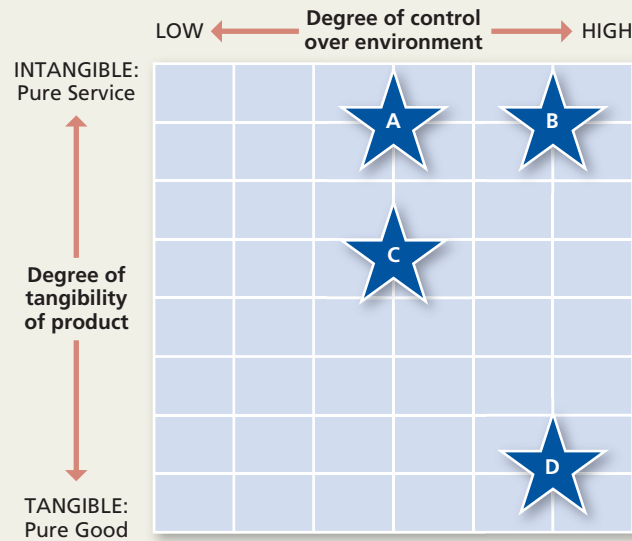 LOW
Degree of control
over environment
HIGH
INTANGIBLE:
Pure Service
A
B
C
Degree of
tangibility
of product
D
TANGIBLE:
Pure Good